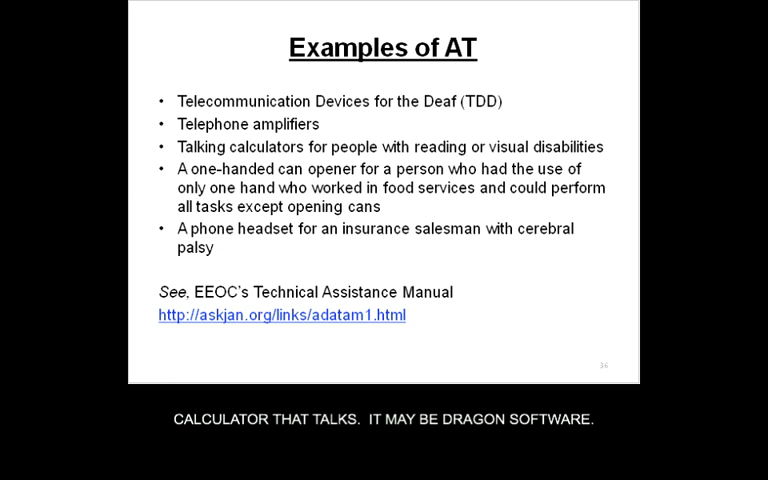 Examples of AT
• Telecommunication Devices for the Deaf (TDD)
• Telephone amplifiers
• Talking calculators for people with reading or visual disabilities
• A one-handed can opener for a person who had the use of
only one hand who worked in food services and could perform
all tasks except opening cans
• A phone headset for an insurance salesman with cerebral
palsy
See, EEOC's Technical Assistance Manual
http://askjan.org/links/adatam1.html
36
CALCULATOR THAT TALKS.  IT MAY BE DRAGON SOFTWARE.